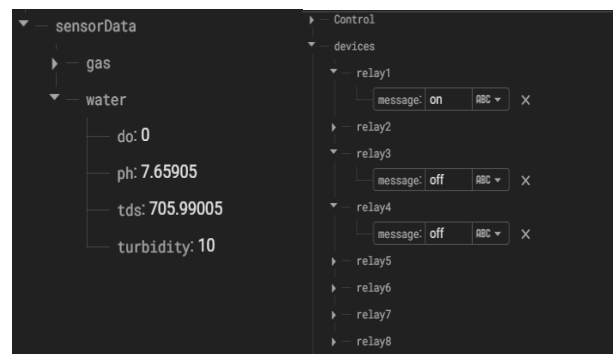 sensorData
gas
water
do: 0
ph: 7.65905
tds: 705.99005
turbidity: 10
Control
devices
relay1
message: on ABC
relay2
relay3
message: off ABC
relay4
message: off ABC
relay5
relay6
relay7
relay8